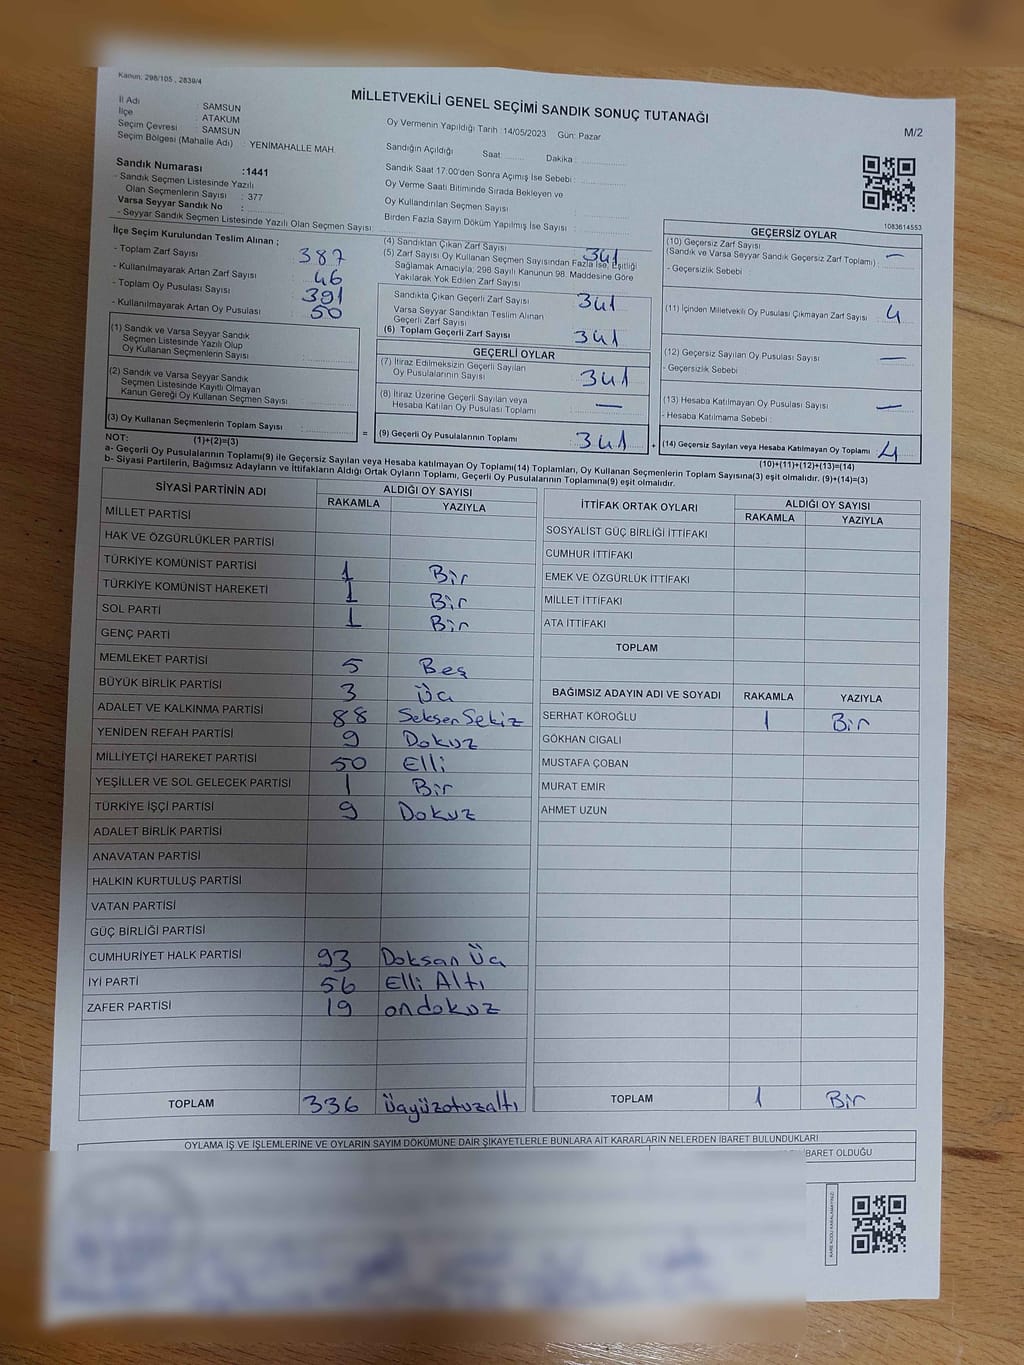 Kanun: 298/105 , 2839/4
MİLLETVEKİLİ GENEL SEÇİMİ SANDIK SONUÇ TUTANAĞI
M/2
İl Adı : SAMSUN
İlçe : ATAKUM
Seçim Çevresi : SAMSUN
Seçim Bölgesi (Mahalle Adı) : YENİMAHALLE MAH.
Oy Vermenin Yapıldığı Tarih : 14/05/2023 Gün: Pazar
Sandığın Açıldığı Saat: Dakika :
Sandık Saat 17.00'den Sonra Açımış İse Sebebi :
Oy Verme Saati Bitiminde Sırada Bekleyen ve
Oy Kullandırılan Seçmen Sayısı :
Birden Fazla Sayım Döküm Yapılmış İse Sayısı :
Sandık Numarası : 1441
- Sandık Seçmen Listesinde Yazılı
Olan Seçmenlerin Sayısı : 377
Varsa Seyyar Sandık No :
- Seyyar Sandık Seçmen Listesinde Yazılı Olan Seçmen Sayısı:
1083614553
İlçe Seçim Kurulundan Teslim Alınan ;
- Toplam Zarf Sayısı : 387
- Kullanılmayarak Artan Zarf Sayısı : 46
- Toplam Oy Pusulası Sayısı : 391
- Kullanılmayarak Artan Oy Pusulası : 50
(1) Sandık ve Varsa Seyyar Sandık
Seçmen Listesinde Yazılı Olup
Oy Kullanan Seçmenlerin Sayısı :
(2) Sandık ve Varsa Seyyar Sandık
Seçmen Listesinde Kayıtlı Olmayan
Kanun Gereği Oy Kullanan Seçmen Sayısı :
(3) Oy Kullanan Seçmenlerin Toplam Sayısı :
(1)+(2)=(3)
(4) Sandıktan Çıkan Zarf Sayısı : 341
(5) Zarf Sayısı Oy Kullanan Seçmen Sayısından Fazla İse, Eşitliği
Sağlamak Amacıyla; 298 Sayılı Kanunun 98. Maddesine Göre
Yakılarak Yok Edilen Zarf Sayısı
Sandıkta Çıkan Geçerli Zarf Sayısı : 341
Varsa Seyyar Sandıktan Teslim Alınan
Geçerli Zarf Sayısı
(6) Toplam Geçerli Zarf Sayısı : 341
GEÇERLİ OYLAR
(7) İtiraz Edilmeksizin Geçerli Sayılan
Oy Pusulalarının Sayısı : 341
(8) İtiraz Üzerine Geçerli Sayılan veya
Hesaba Katılan Oy Pusulası Toplamı : —
= (9) Geçerli Oy Pusulalarının Toplamı : 341
GEÇERSİZ OYLAR
(10) Geçersiz Zarf Sayısı
(Sandık ve Varsa Seyyar Sandık Geçersiz Zarf Toplamı) : —
- Geçersizlik Sebebi :
(11) İçinden Milletvekili Oy Pusulası Çıkmayan Zarf Sayısı : 4
(12) Geçersiz Sayılan Oy Pusulası Sayısı : —
- Geçersizlik Sebebi :
(13) Hesaba Katılmayan Oy Pusulası Sayısı : —
- Hesaba Katılmama Sebebi :
+ (14) Geçersiz Sayılan veya Hesaba Katılmayan Oy Toplamı : 4
(10)+(11)+(12)+(13)=(14)
NOT:
a- Geçerli Oy Pusulalarının Toplamı(9) ile Geçersiz Sayılan veya Hesaba katılmayan Oy Toplamı(14) Toplamları, Oy Kullanan Seçmenlerin Toplam Sayısına(3) eşit olmalıdır. (9)+(14)=(3)
b- Siyasi Partilerin, Bağımsız Adayların ve İttifakların Aldığı Ortak Oyların Toplamı, Geçerli Oy Pusulalarının Toplamına(9) eşit olmalıdır.
SİYASİ PARTİNİN ADI ALDIĞI OY SAYISI
RAKAMLA YAZIYLA
MİLLET PARTİSİ
HAK VE ÖZGÜRLÜKLER PARTİSİ
TÜRKİYE KOMÜNİST PARTİSİ 1 Bir
TÜRKİYE KOMÜNİST HAREKETİ 1 Bir
SOL PARTİ 1 Bir
GENÇ PARTİ
MEMLEKET PARTİSİ 5 Beş
BÜYÜK BİRLİK PARTİSİ 3 Üç
ADALET VE KALKINMA PARTİSİ 88 Seksen Sekiz
YENİDEN REFAH PARTİSİ 9 Dokuz
MİLLİYETÇİ HAREKET PARTİSİ 50 Elli
YEŞİLLER VE SOL GELECEK PARTİSİ 1 Bir
TÜRKİYE İŞÇİ PARTİSİ 9 Dokuz
ADALET BİRLİK PARTİSİ
ANAVATAN PARTİSİ
HALKIN KURTULUŞ PARTİSİ
VATAN PARTİSİ
GÜÇ BİRLİĞİ PARTİSİ
CUMHURİYET HALK PARTİSİ 93 Doksan Üç
İYİ PARTİ 56 Elli Altı
ZAFER PARTİSİ 19 ondokuz
TOPLAM 336 Üçyüzotuzaltı
İTTİFAK ORTAK OYLARI ALDIĞI OY SAYISI
RAKAMLA YAZIYLA
SOSYALİST GÜÇ BİRLİĞİ İTTİFAKI
CUMHUR İTTİFAKI
EMEK VE ÖZGÜRLÜK İTTİFAKI
MİLLET İTTİFAKI
ATA İTTİFAKI
TOPLAM
BAĞIMSIZ ADAYIN ADI VE SOYADI RAKAMLA YAZIYLA
SERHAT KÖROĞLU 1 Bir
GÖKHAN CIGALI
MUSTAFA ÇOBAN
MURAT EMİR
AHMET UZUN
TOPLAM 1 Bir
OYLAMA İŞ VE İŞLEMLERİNE VE OYLARIN SAYIM DÖKÜMÜNE DAİR ŞİKAYETLERLE BUNLARA AİT KARARLARIN NELERDEN İBARET BULUNDUKLARI
BARET OLDUĞU
KARE KODU KARALAMAYINIZ!